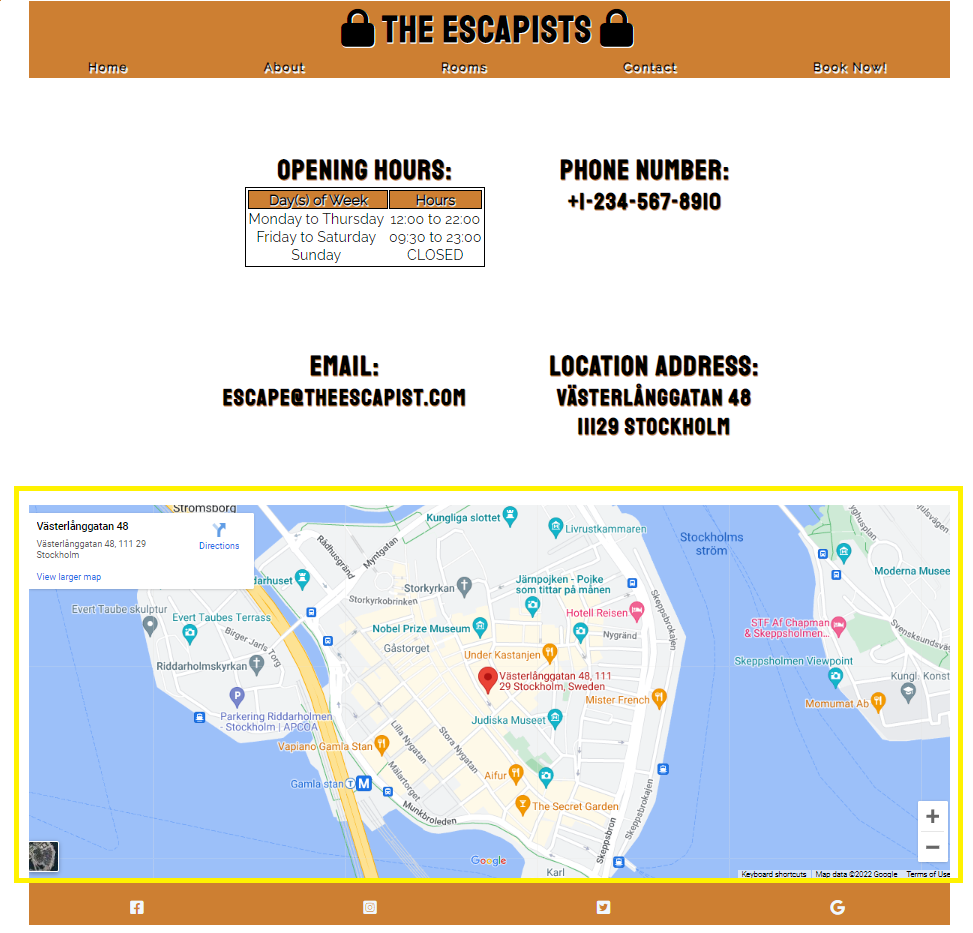 THE ESCAPISTS
Home About Rooms Contact Book Now!
OPENING HOURS:
Day(s) of Week Hours
Monday to Thursday 12:00 to 22:00
Friday to Saturday 09:30 to 23:00
Sunday CLOSED
PHONE NUMBER:
+1-234-567-8910
EMAIL:
ESCAPE@THEESCAPIST.COM
LOCATION ADDRESS:
VÄSTERLÅNGGATAN 48
11129 STOCKHOLM
Västerlånggatan 48
Västerlånggatan 48, 111 29
Stockholm
Directions
View larger map
Strömsborg
Kungliga slottet
Livrustkammaren
Stockholms
ström
Rådhusgränd
Myntgatan
Storkyrkan
Storkyrkobrinken
Järnpojken - Pojke
som tittar på månen
Moderna Musee
Evert Taube skulptur
Evert Taubes Terrass
Birger Jarls Torg
Nobel Prize Museum
Gåstorget
Hotell Reisen
Nygränd
Skeppsbrokajen
STF Af Chapman
& Skeppsholmen...
Svensksundsvä
Under Kastanjen
Riddarholmskyrkan
Skeppsholmen Viewpoint
Västerlånggatan 48, 111
29 Stockholm, Sweden
Kungl. Konst
Mister French
Momumat Ab
Parkering Riddarholmen
- Stockholm | APCOA
Judiska Museet
Lilla Nygatan
Stora Nygatan
Vapiano Gamla Stan
Mälartorget
Aifur
Gamla stan
M
The Secret Garden
Munkbroleden
Skeppsbron
Skeppsbrokajen
Google
Karl
Keyboard shortcuts Map data ©2022 Google Terms of Use